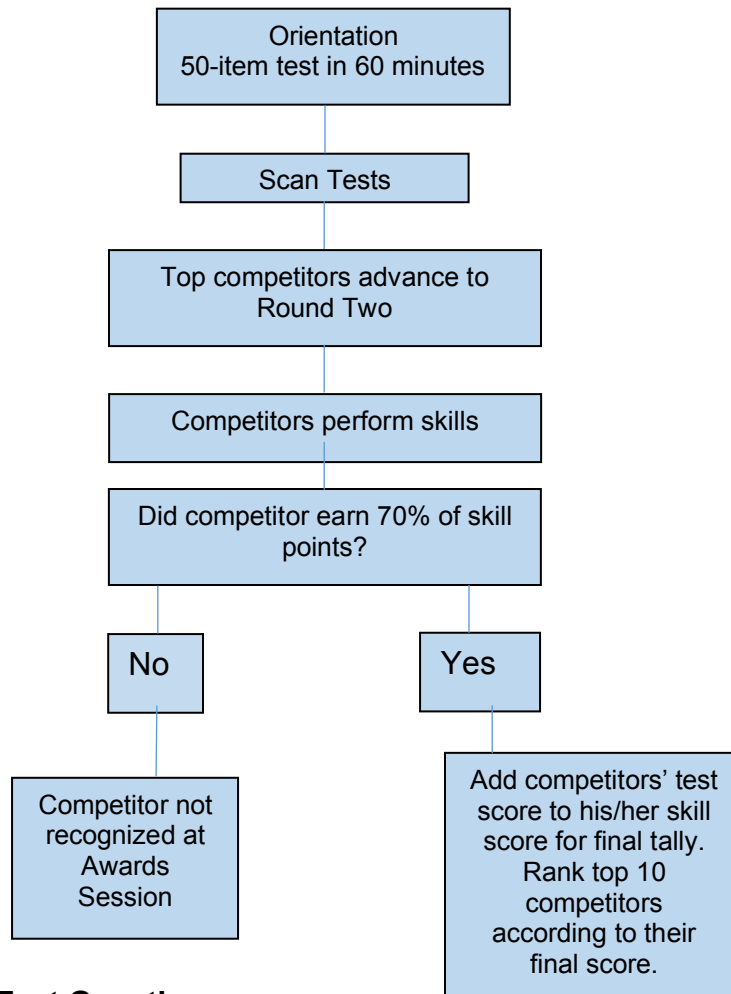 Orientation
50-item test in 60 minutes
Scan Tests
Top competitors advance to
Round Two
Competitors perform skills
Did competitor earn 70% of skill
points?
No
Yes
Competitor not
recognized at
Awards
Session
Add competitors’ test
score to his/her skill
score for final tally.
Rank top 10
competitors
according to their
final score.